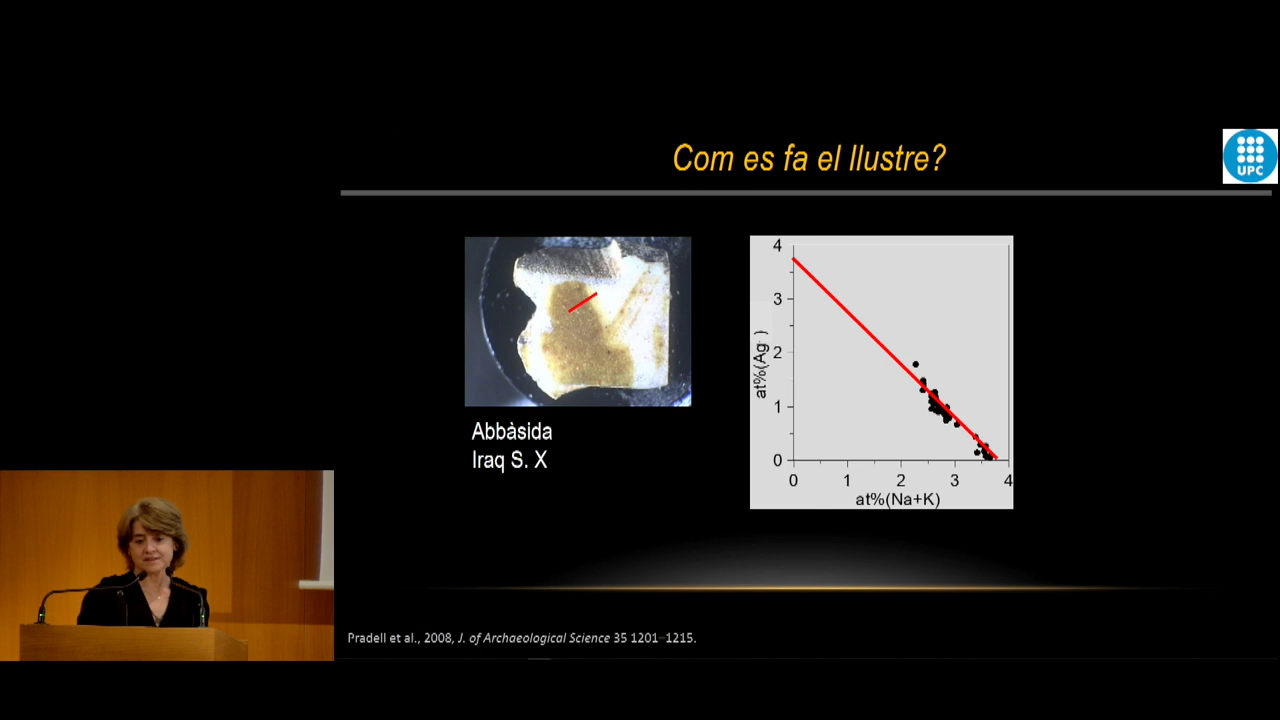 Com es fa el llustre?
UPC
Abbàsida
Iraq S. X
4
3
2
1
0
at%(Ag )
0 1 2 3 4
at%(Na+K)
Pradell et al., 2008, J. of Archaeological Science 35 1201–1215.